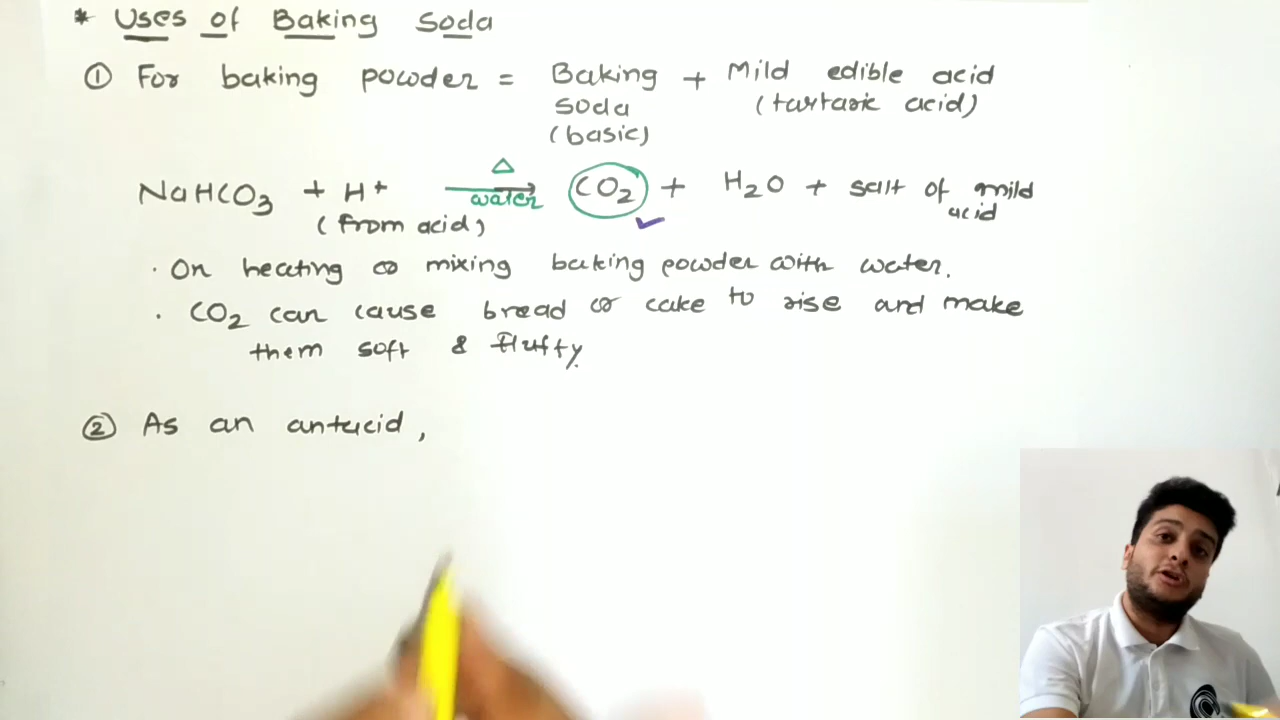 * Uses of Baking Soda
① For baking powder = Baking soda (basic) + Mild edible acid (tartaric acid)
NaHCO3 + H+ (from acid) △ water → CO2 + H2O + salt of mild acid
· On heating or mixing baking powder with water.
· CO2 can cause bread or cake to rise and make
them soft & fluffy.
② As an antacid,